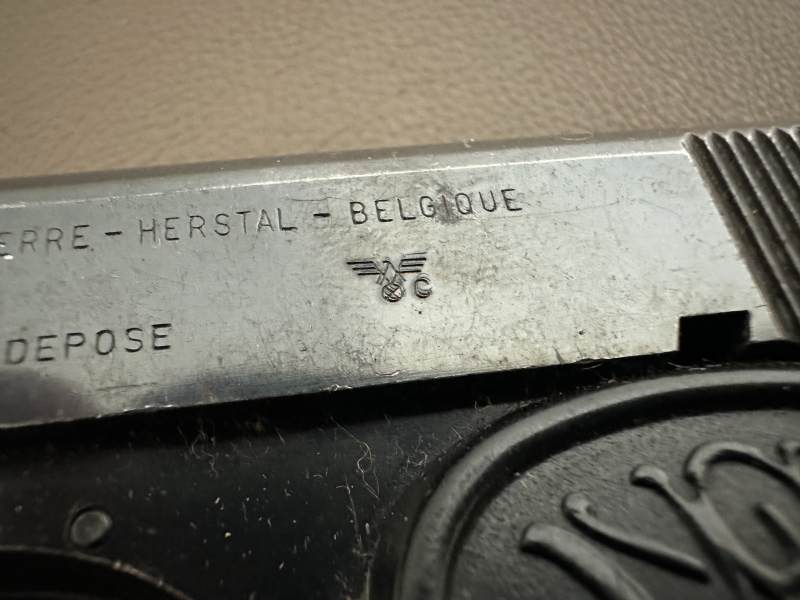 ERRE - HERSTAL - BELGIQUE
C
DEPOSE